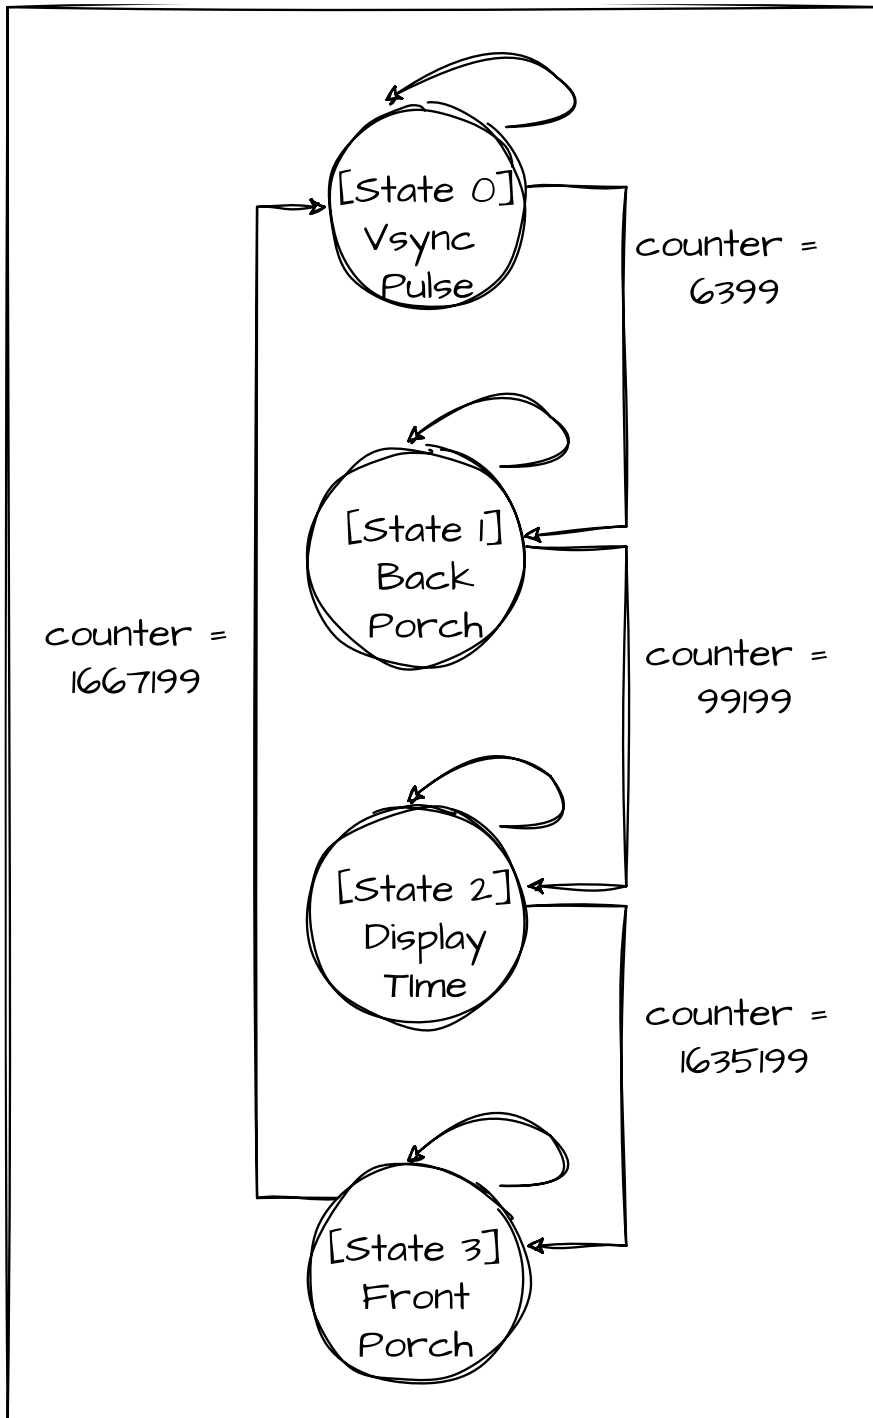 [State 0]
Vsync
Pulse
counter =
6399
[State 1]
Back
Porch
counter =
1667199
counter =
99199
[State 2]
Display
TIme
counter =
1635199
[State 3]
Front
Porch